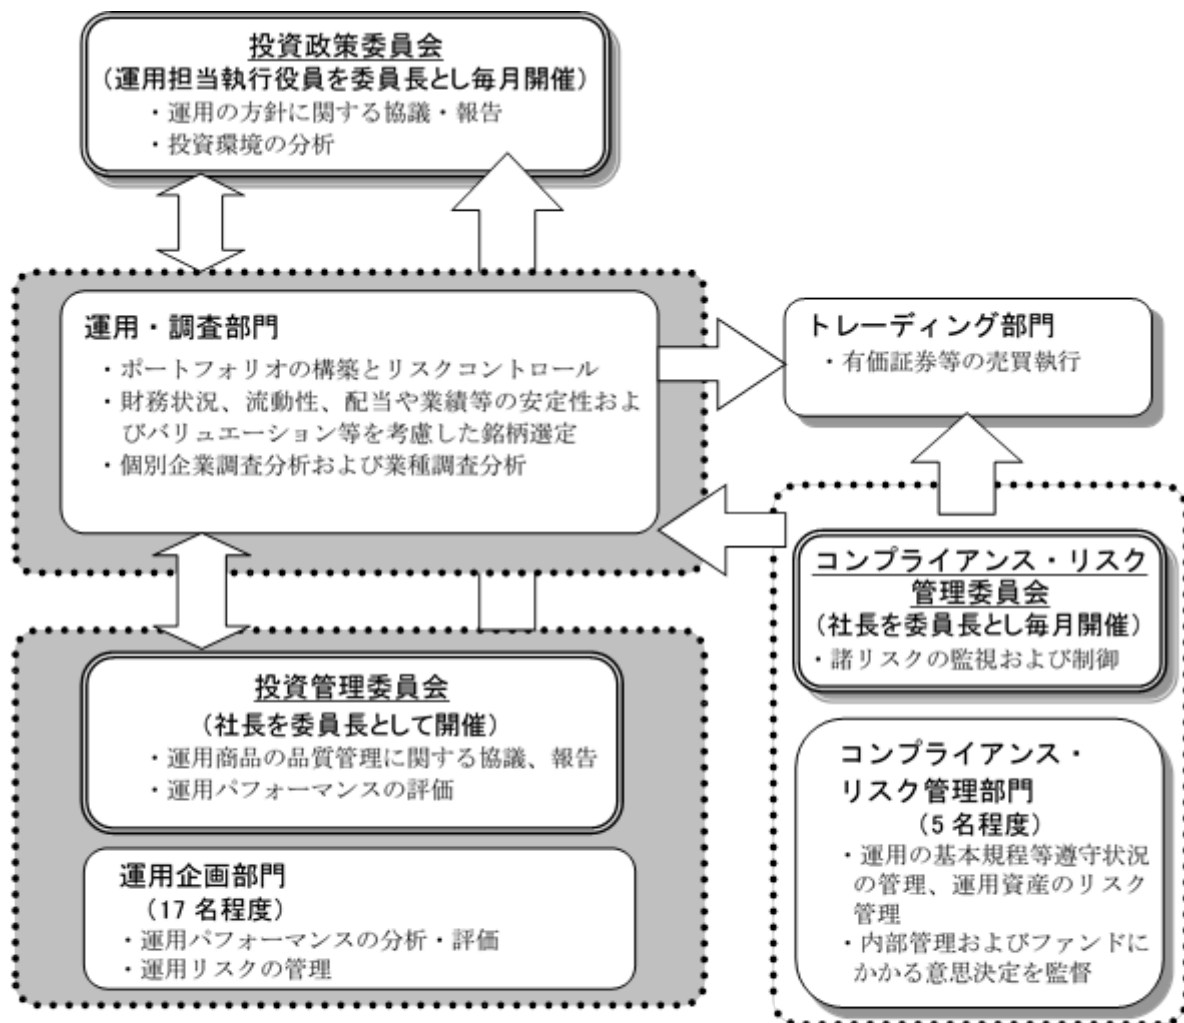 投資政策委員会
（運用担当執行役員を委員長とし毎月開催）
・運用の方針に関する協議・報告
・投資環境の分析
運用・調査部門
・ポートフォリオの構築とリスクコントロール
・財務状況、流動性、配当や業績等の安定性およ
びバリュエーション等を考慮した銘柄選定
・個別企業調査分析および業種調査分析
トレーディング部門
・有価証券等の売買執行
投資管理委員会
（社長を委員長として開催）
・運用商品の品質管理に関する協議、報告
・運用パフォーマンスの評価
運用企画部門
（17 名程度）
・運用パフォーマンスの分析・評価
・運用リスクの管理
コンプライアンス・リスク
管理委員会
（社長を委員長とし毎月開催）
・諸リスクの監視および制御
コンプライアンス・
リスク管理部門
（5 名程度）
・運用の基本規程等遵守状況
の管理、運用資産のリスク
管理
・内部管理およびファンドに
かかる意思決定を監督